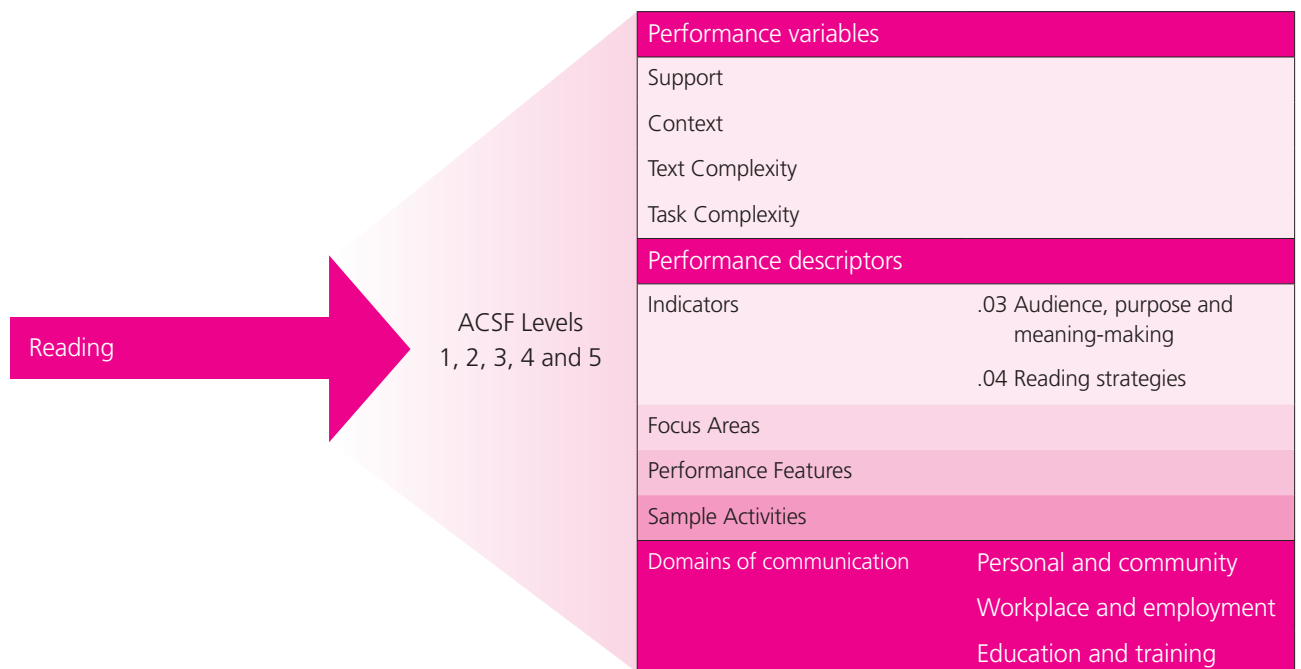 Reading
ACSF Levels
1, 2, 3, 4 and 5
Performance variables
Support
Context
Text Complexity
Task Complexity
Performance descriptors
Indicators
.03 Audience, purpose and
meaning-making
.04 Reading strategies
Focus Areas
Performance Features
Sample Activities
Domains of communication
Personal and community
Workplace and employment
Education and training